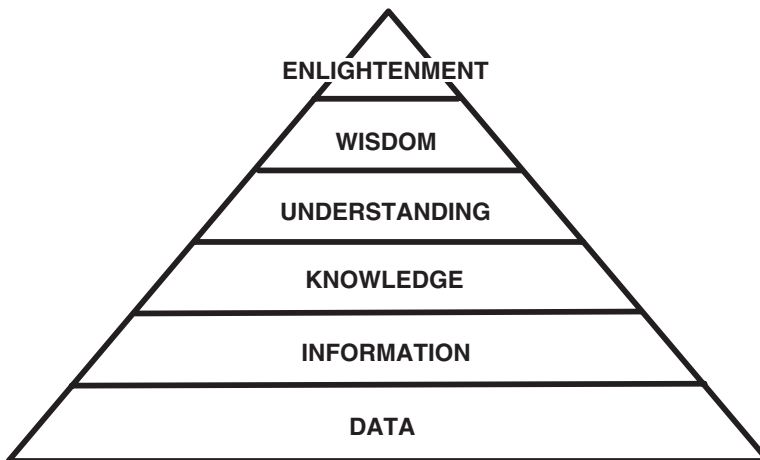 ENLIGHTENMENT
WISDOM
UNDERSTANDING
KNOWLEDGE
INFORMATION
DATA